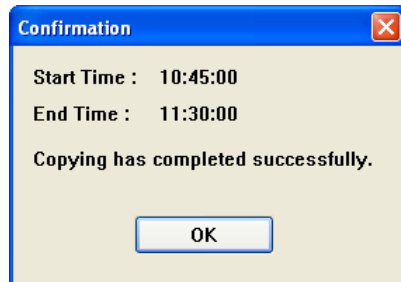 Confirmation
Start Time : 10:45:00
End Time : 11:30:00
Copying has completed successfully.
OK